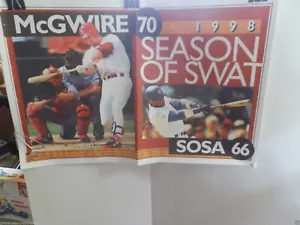 McGWIRE 70
1998
SEASON
OF SWAT
SOSA 66